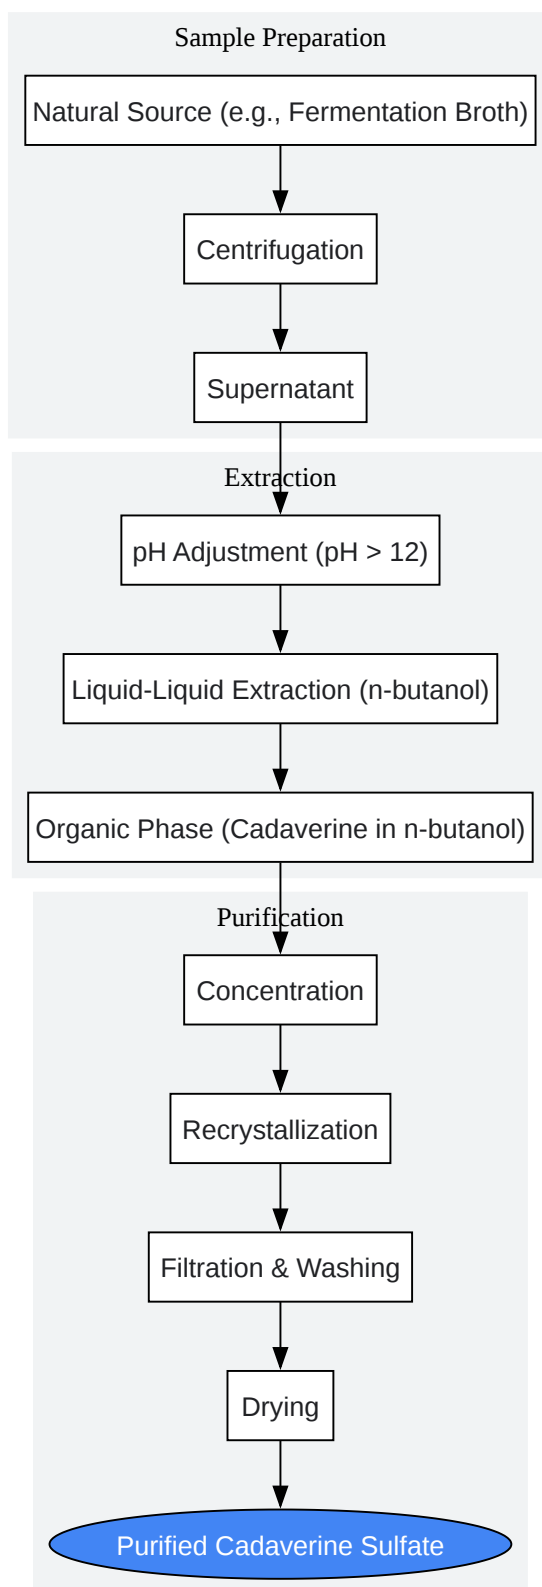 Sample Preparation
Natural Source (e.g., Fermentation Broth)
Centrifugation
Supernatant
Extraction
pH Adjustment (pH > 12)
Liquid-Liquid Extraction (n-butanol)
Organic Phase (Cadaverine in n-butanol)
Purification
Concentration
Recrystallization
Filtration & Washing
Drying
Purified Cadaverine Sulfate